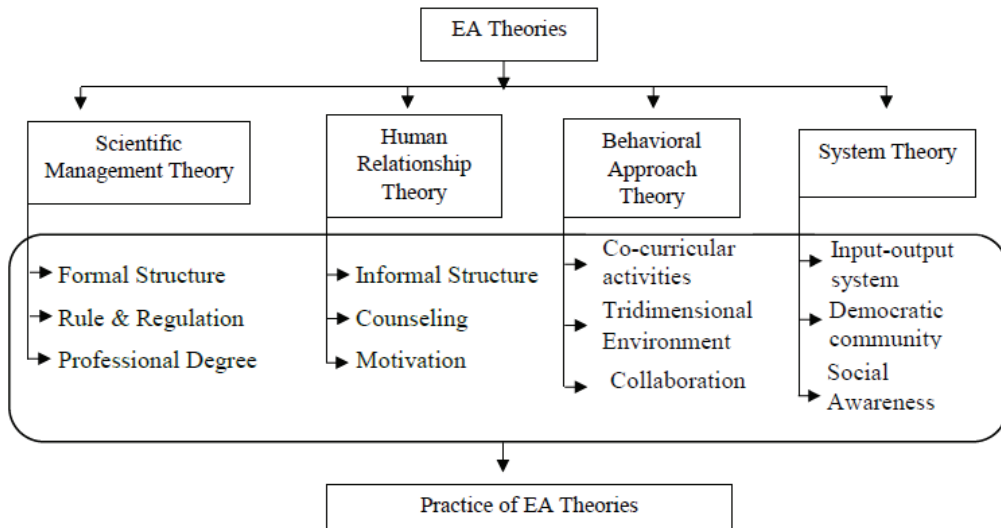 EA Theories
Scientific
Management Theory
Human
Relationship
Theory
Behavioral
Approach
Theory
System Theory
Formal Structure
Rule & Regulation
Professional Degree
Informal Structure
Counseling
Motivation
Co-curricular
activities
Tridimensional
Environment
Collaboration
Input-output
system
Democratic
community
Social
Awareness
Practice of EA Theories